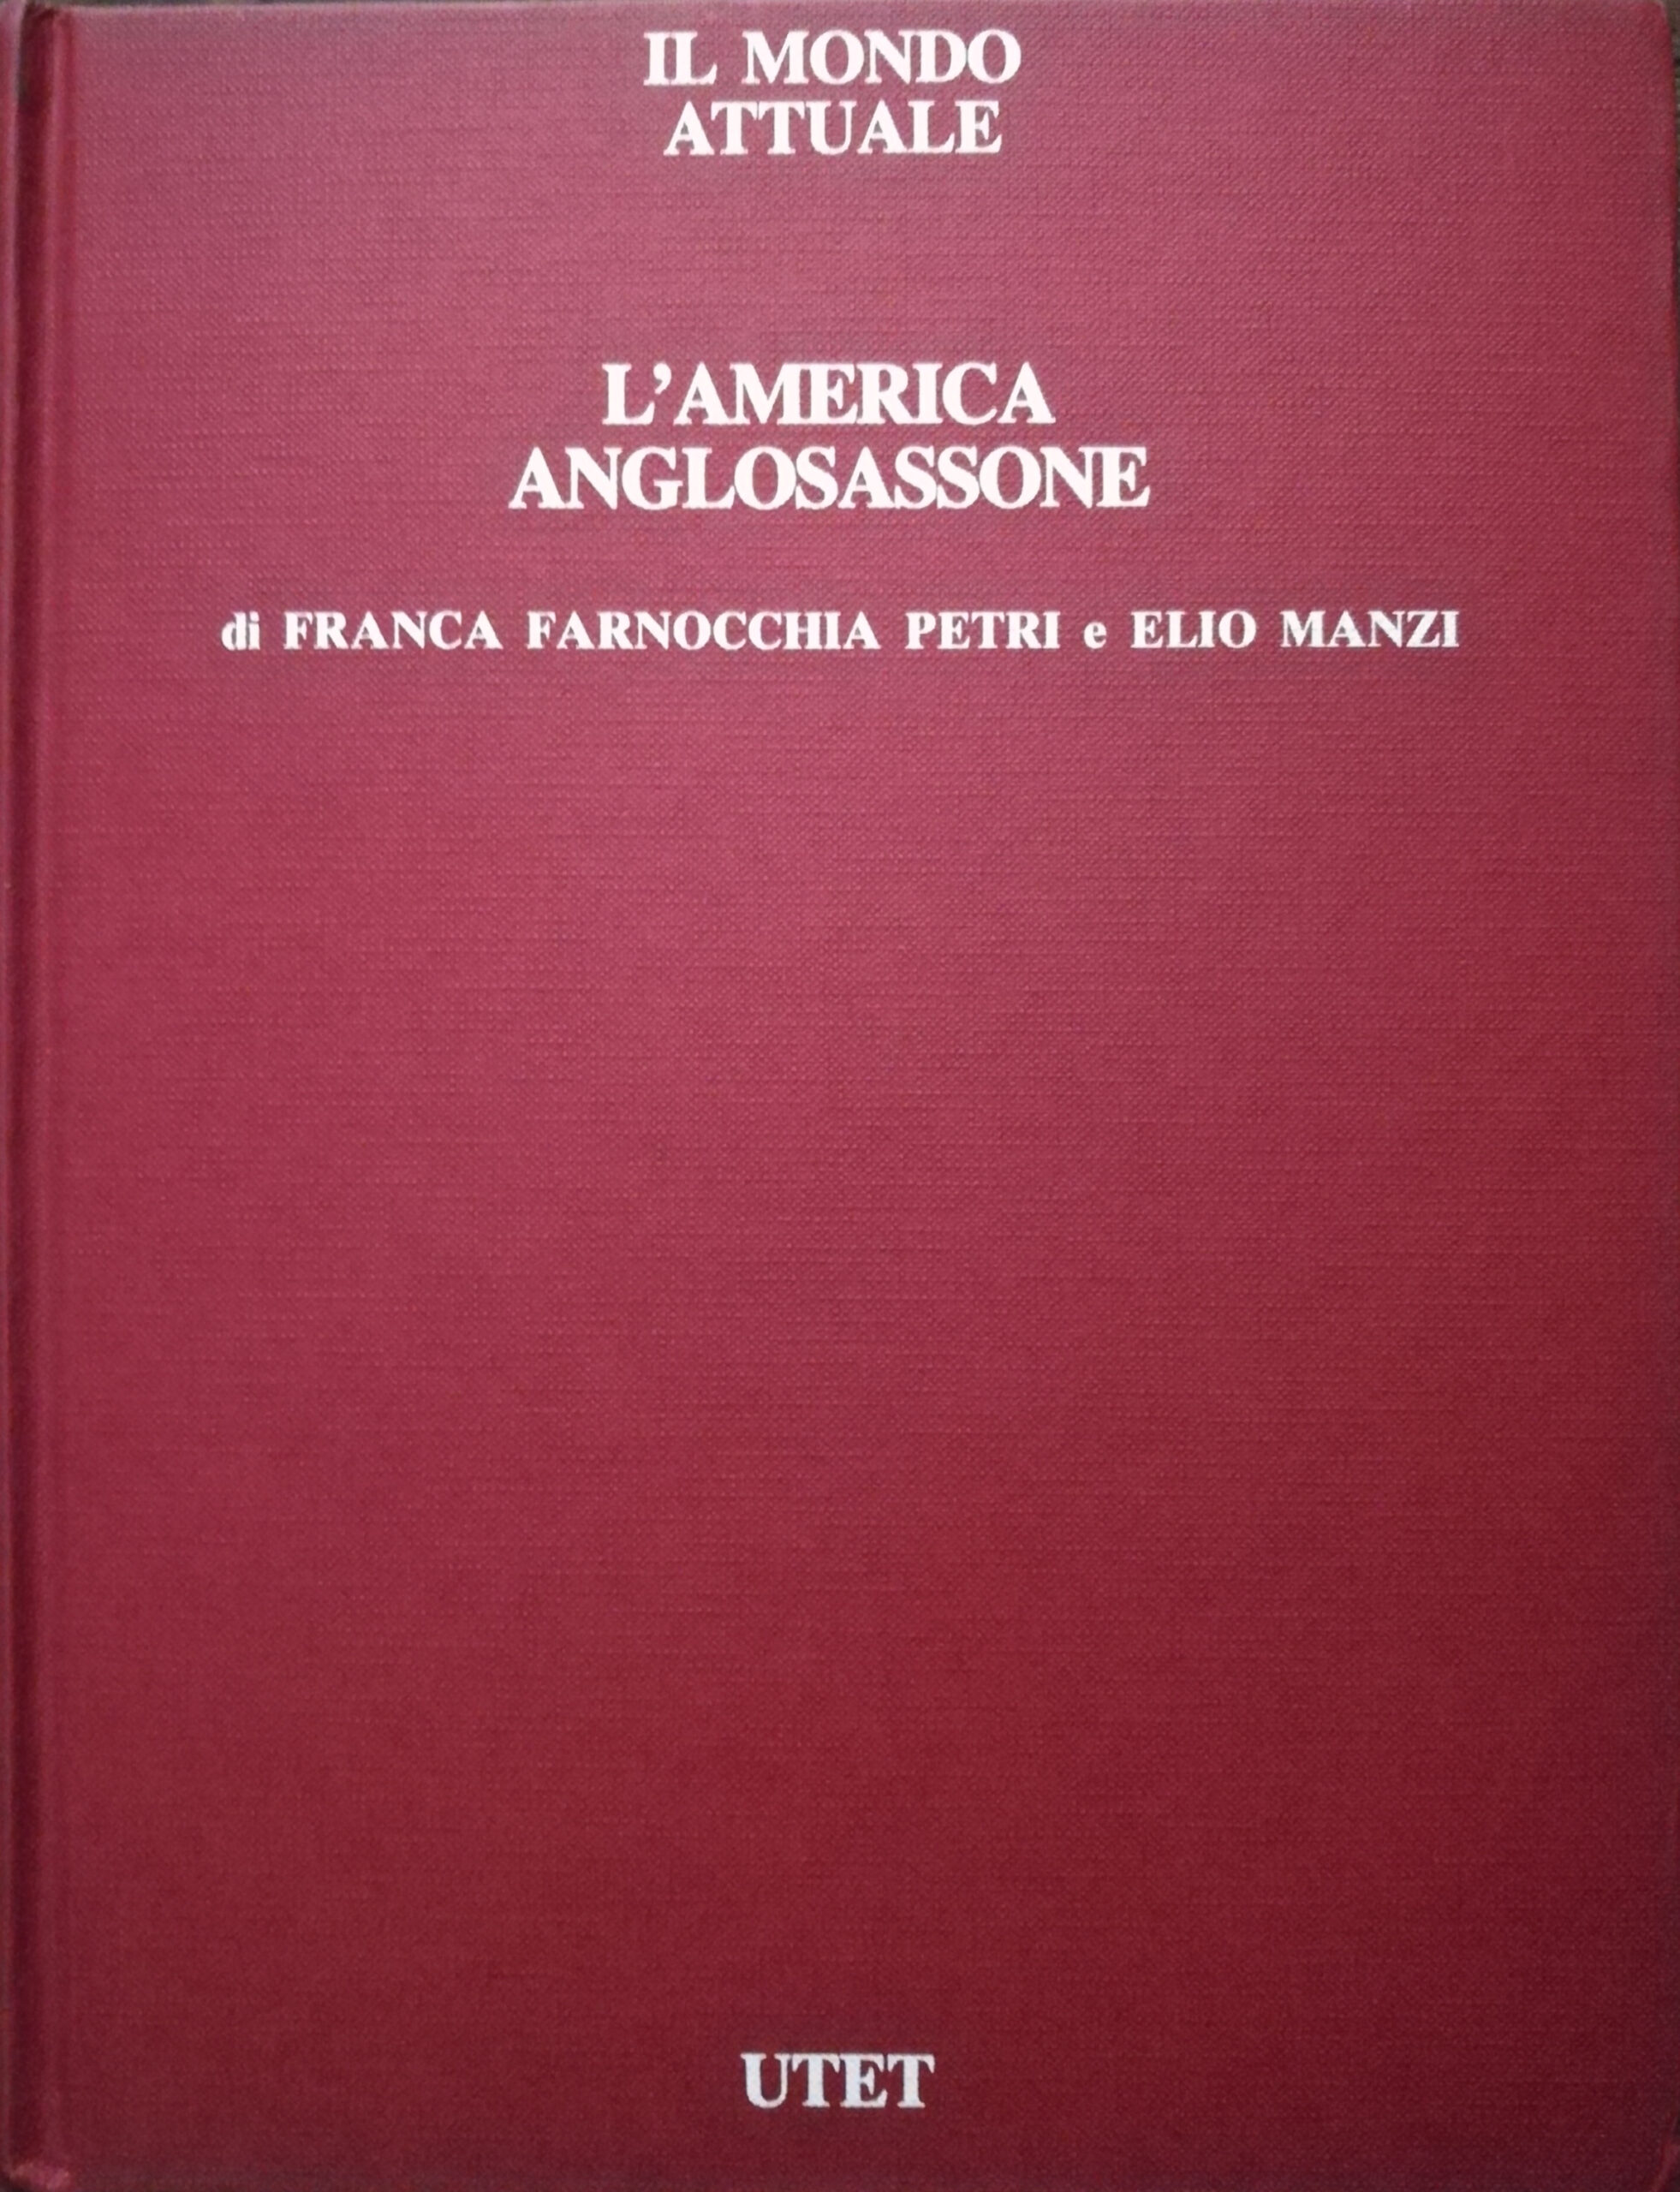 IL MONDO
ATTUALE
L’AMERICA
ANGLOSASSONE
di FRANCA FARNOCCHIA PETRI e ELIO MANZI
UTET